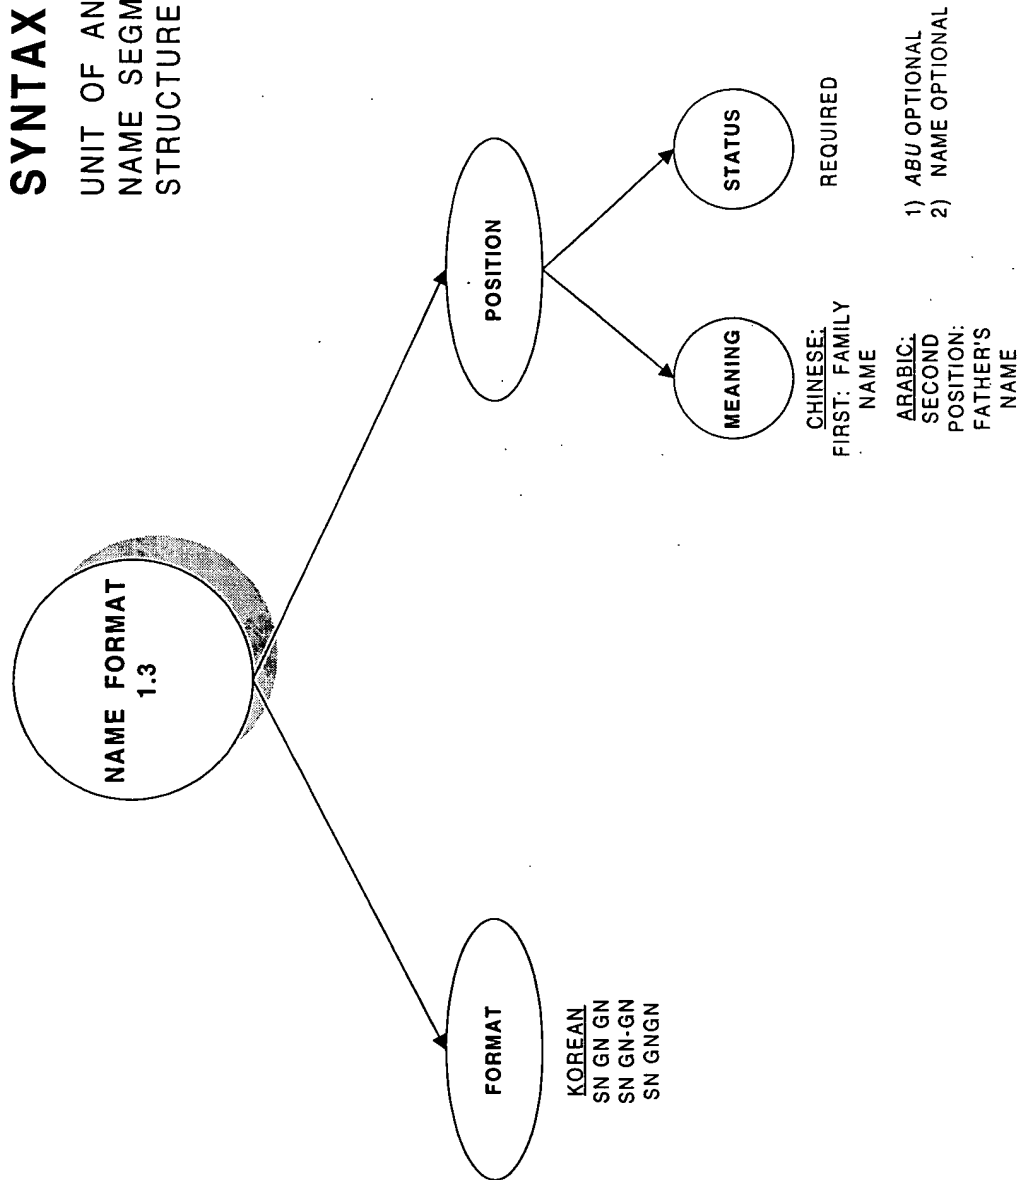 SYNTAX
UNIT OF AN
NAME SEGM
STRUCTURE
NAME FORMAT
1.3
FORMAT
KOREAN
SN GN GN
SN GN-GN
SN GNGN
POSITION
MEANING
CHINESE:
FIRST: FAMILY
NAME
ARABIC:
SECOND
POSITION:
FATHER'S
NAME
STATUS
REQUIRED
1) ABU OPTIONAL
2) NAME OPTIONAL